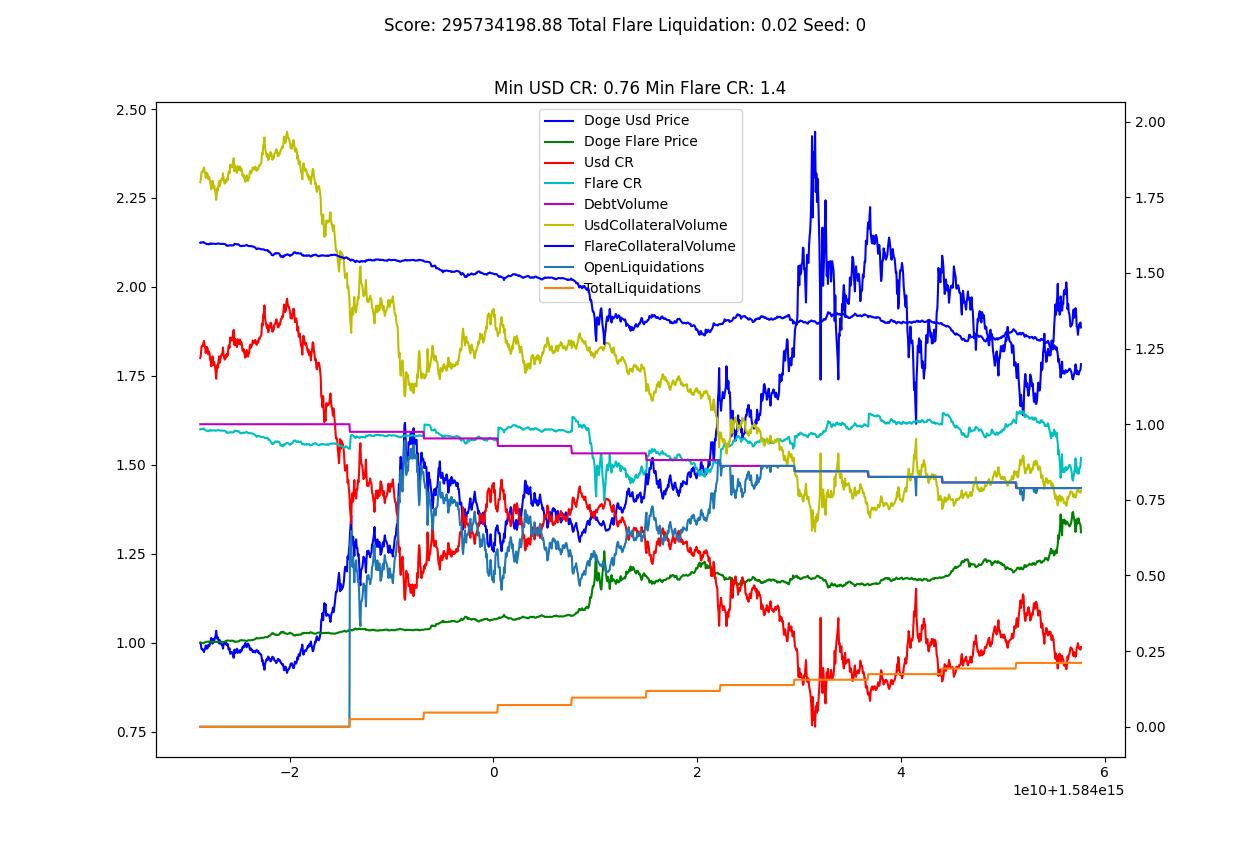 Score: 295734198.88 Total Flare Liquidation: 0.02 Seed: 0
Min USD CR: 0.76 Min Flare CR: 1.4
Doge Usd Price
Doge Flare Price
Usd CR
Flare CR
DebtVolume
UsdCollateralVolume
FlareCollateralVolume
OpenLiquidations
TotalLiquidations
2.50
2.25
2.00
1.75
1.50
1.25
1.00
0.75
2.00
1.75
1.50
1.25
1.00
0.75
0.50
0.25
0.00
−2 0 2 4 6
1e10+1.584e15